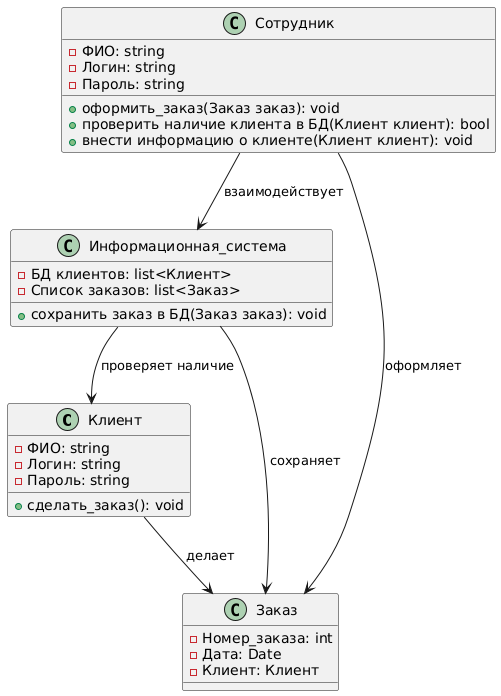 C Сотрудник
ФИО: string
Логин: string
Пароль: string
оформить_заказ(Заказ заказ): void
проверить наличие клиента в БД(Клиент клиент): bool
внести информацию о клиенте(Клиент клиент): void
взаимодействует
C Информационная_система
БД клиентов: list<Клиент>
Список заказов: list<Заказ>
сохранить заказ в БД(Заказ заказ): void
проверяет наличие
оформляет
C Клиент
ФИО: string
Логин: string
Пароль: string
сделать_заказ(): void
сохраняет
делает
C Заказ
Номер_заказа: int
Дата: Date
Клиент: Клиент